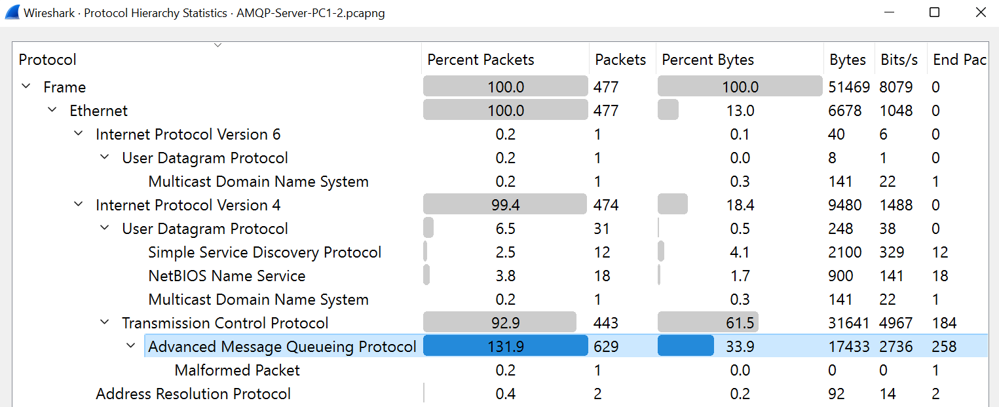 Wireshark · Protocol Hierarchy Statistics · AMQP-Server-PC1-2.pcapng
Protocol Percent Packets Packets Percent Bytes Bytes Bits/s End Pac
Frame 100.0 477 100.0 51469 8079 0
Ethernet 100.0 477 13.0 6678 1048 0
Internet Protocol Version 6 0.2 1 0.1 40 6 0
User Datagram Protocol 0.2 1 0.0 8 1 0
Multicast Domain Name System 0.2 1 0.3 141 22 1
Internet Protocol Version 4 99.4 474 18.4 9480 1488 0
User Datagram Protocol 6.5 31 0.5 248 38 0
Simple Service Discovery Protocol 2.5 12 4.1 2100 329 12
NetBIOS Name Service 3.8 18 1.7 900 141 18
Multicast Domain Name System 0.2 1 0.3 141 22 1
Transmission Control Protocol 92.9 443 61.5 31641 4967 184
Advanced Message Queueing Protocol 131.9 629 33.9 17433 2736 258
Malformed Packet 0.2 1 0.0 0 0 1
Address Resolution Protocol 0.4 2 0.2 92 14 2